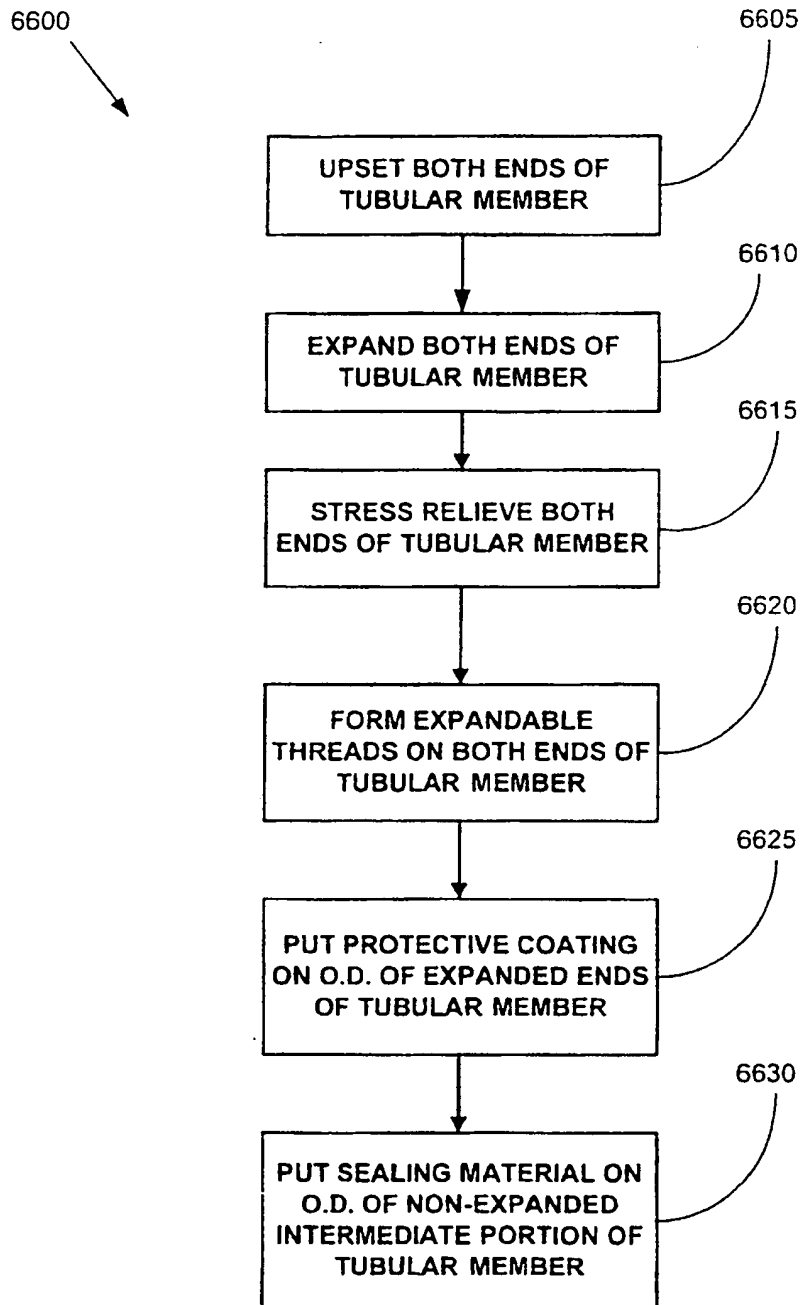 6600
6605
UPSET BOTH ENDS OF
TUBULAR MEMBER
6610
EXPAND BOTH ENDS OF
TUBULAR MEMBER
6615
STRESS RELIEVE BOTH
ENDS OF TUBULAR MEMBER
6620
FORM EXPANDABLE
THREADS ON BOTH ENDS OF
TUBULAR MEMBER
6625
PUT PROTECTIVE COATING
ON O.D. OF EXPANDED ENDS
OF TUBULAR MEMBER
6630
PUT SEALING MATERIAL ON
O.D. OF NON-EXPANDED
INTERMEDIATE PORTION OF
TUBULAR MEMBER